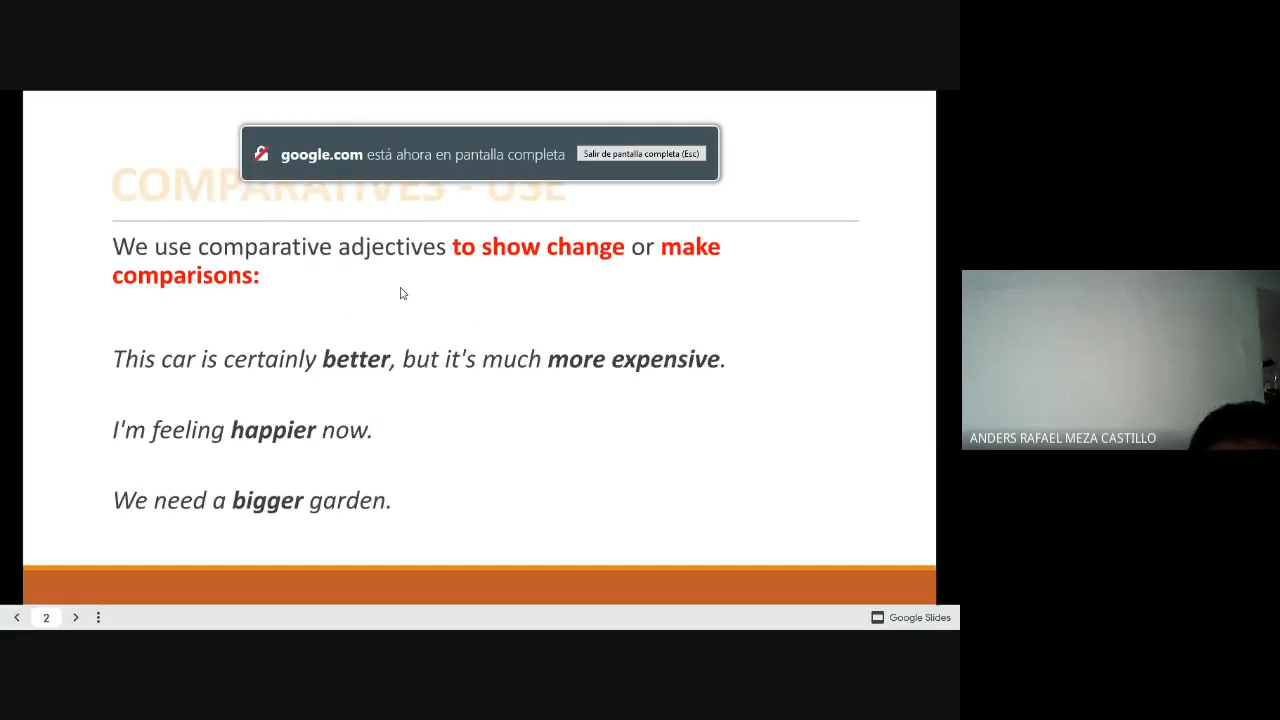 google.com está ahora en pantalla completa
Salir de pantalla completa (Esc)
COMPARATIVES - USE
We use comparative adjectives to show change or make
comparisons:
This car is certainly better, but it's much more expensive.
I'm feeling happier now.
We need a bigger garden.
ANDERS RAFAEL MEZA CASTILLO
2
Google Slides